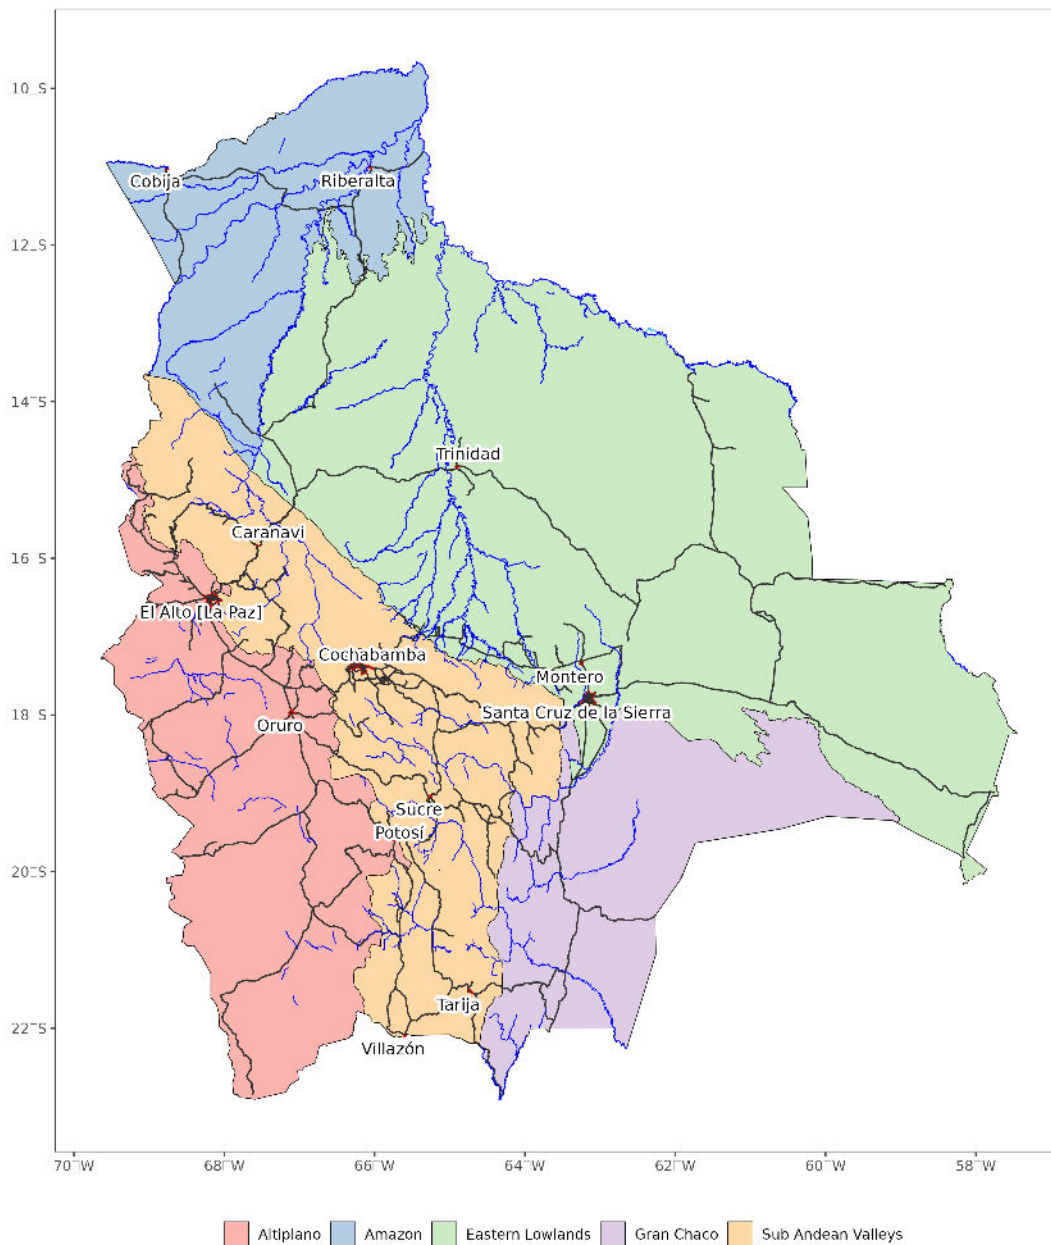 10¯S
Cobija
Riberalta
12¯S
14¯S
Trinidad
Caranavi
16¯S
El Alto [La Paz]
Cochabamba
Montero
18¯S
Santa Cruz de la Sierra
Oruro
Sucre
Potosí
20¯S
Tarija
22¯S
Villazón
70¯W 68¯W 66¯W 64¯W 62¯W 60¯W 58¯W
Altiplano Amazon Eastern Lowlands Gran Chaco Sub Andean Valleys